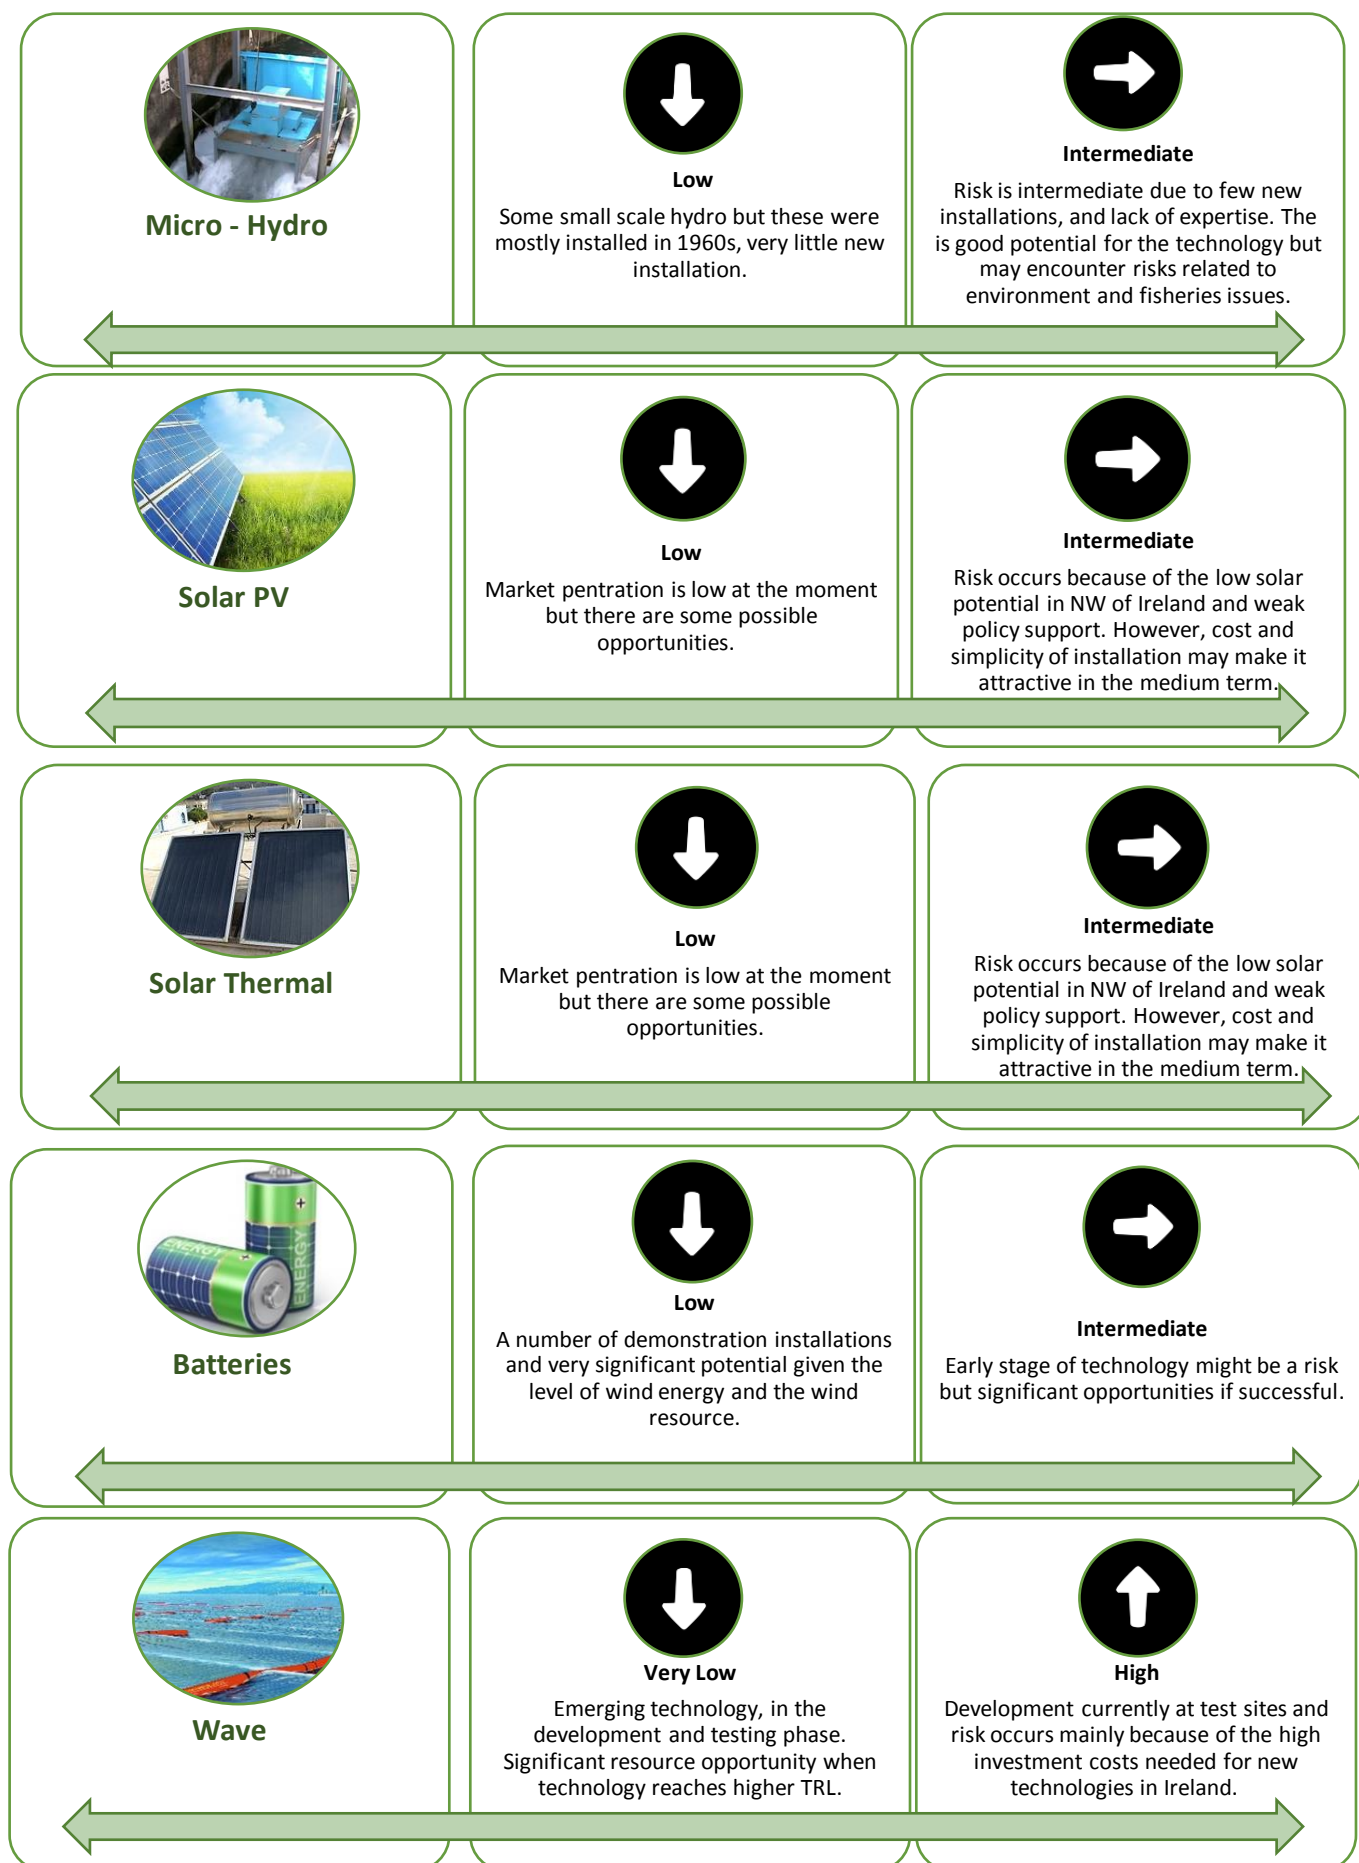 Micro - Hydro
Low
Some small scale hydro but these were
mostly installed in 1960s, very little new
installation.
Intermediate
Risk is intermediate due to few new
installations, and lack of expertise. The
is good potential for the technology but
may encounter risks related to
environment and fisheries issues.
Solar PV
Low
Market pentration is low at the moment
but there are some possible
opportunities.
Intermediate
Risk occurs because of the low solar
potential in NW of Ireland and weak
policy support. However, cost and
simplicity of installation may make it
attractive in the medium term.
Solar Thermal
Low
Market pentration is low at the moment
but there are some possible
opportunities.
Intermediate
Risk occurs because of the low solar
potential in NW of Ireland and weak
policy support. However, cost and
simplicity of installation may make it
attractive in the medium term.
ENERGY
ENERGY
Batteries
Low
A number of demonstration installations
and very significant potential given the
level of wind energy and the wind
resource.
Intermediate
Early stage of technology might be a risk
but significant opportunities if successful.
Wave
Very Low
Emerging technology, in the
development and testing phase.
Significant resource opportunity when
technology reaches higher TRL.
High
Development currently at test sites and
risk occurs mainly because of the high
investment costs needed for new
technologies in Ireland.